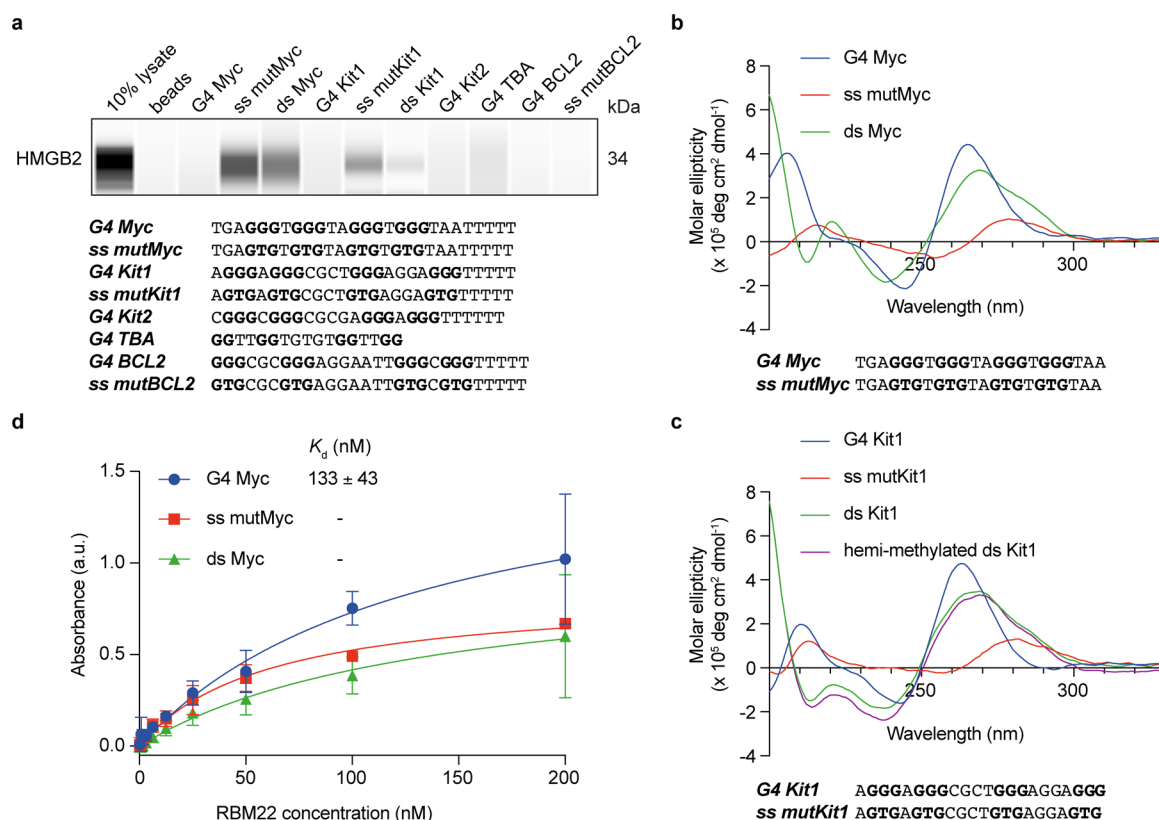 a
10% lysate
beads
G4 Myc
ss mutMyc
ds Myc
G4 Kit1
ss mutKit1
ds Kit1
G4 Kit2
G4 TBA
G4 BCL2
ss mutBCL2
kDa
HMGB2
34
G4 Myc TGAGGGTGGGTAGGGTGGGTAATTTTT
ss mutMyc TGAGTGTGTGTAGTGTGTGTAATTTTT
G4 Kit1 AGGGAGGGCGCTGGGAGGAGGGTTTTT
ss mutKit1 AGTGAGTGCGCTGTGAGGAGTGTTTTT
G4 Kit2 CGGGCGGGCGCGAGGGAGGGTTTTTT
G4 TBA GGTTGGTGTGTGGTTGG
G4 BCL2 GGGCGCGGGAGGAATTGGGCGGGTTTTT
ss mutBCL2 GTGCGCGTGAGGAATTGTGCGTGTTTTT
b
G4 Myc
ss mutMyc
ds Myc
8
6
4
2
0
-2
-4
250
300
Molar ellipticity
(x 10⁵ deg cm² dmol⁻¹)
Wavelength (nm)
G4 Myc TGAGGGTGGGTAGGGTGGGTAA
ss mutMyc TGAGTGTGTGTAGTGTGTGTAA
c
G4 Kit1
ss mutKit1
ds Kit1
hemi-methylated ds Kit1
8
6
4
2
0
-2
-4
250
300
Molar ellipticity
(x 10⁵ deg cm² dmol⁻¹)
Wavelength (nm)
G4 Kit1 AGGGAGGGCGCTGGGAGGAGGG
ss mutKit1 AGTGAGTGCGCTGTGAGGAGTG
d
Kd (nM)
G4 Myc 133 ± 43
ss mutMyc -
ds Myc -
1.5
1.0
0.5
0.0
Absorbance (a.u.)
0 50 100 150 200
RBM22 concentration (nM)